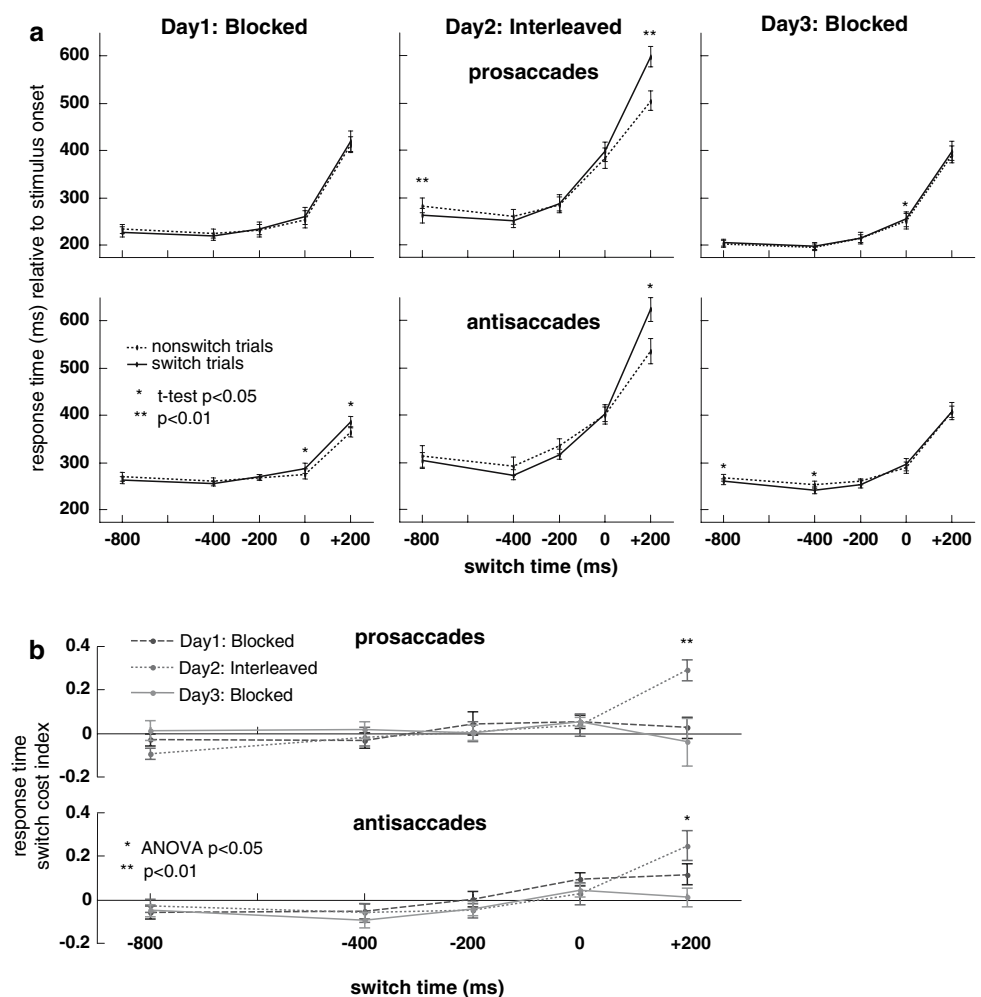 a
Day1: Blocked
Day2: Interleaved
Day3: Blocked
response time (ms) relative to stimulus onset
600
500
400
300
200
prosaccades
**
**
*
600
500
400
300
200
antisaccades
nonswitch trials
switch trials
* t-test p<0.05
** p<0.01
*
*
*
*
*
-800 -400 -200 0 +200
-800 -400 -200 0 +200
-800 -400 -200 0 +200
switch time (ms)
b
response time
switch cost index
0.4
0.2
0
-0.2
Day1: Blocked
Day2: Interleaved
Day3: Blocked
prosaccades
**
0.4
0.2
0
-0.2
antisaccades
* ANOVA p<0.05
** p<0.01
*
-800 -400 -200 0 +200
switch time (ms)